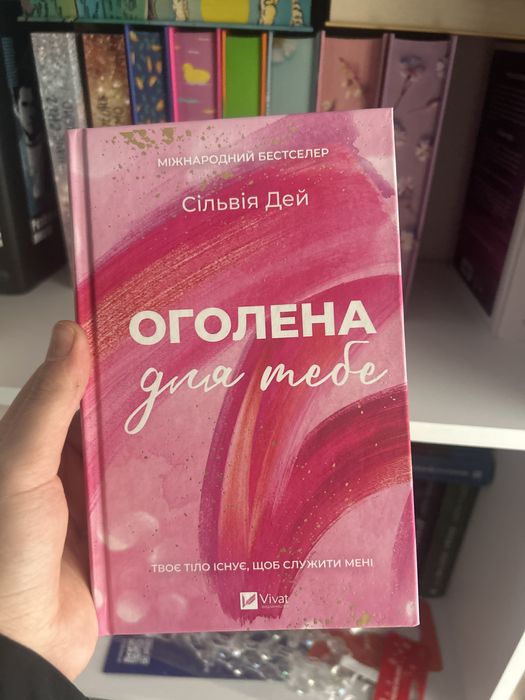 МІЖНАРОДНИЙ БЕСТСЕЛЕР
Сільвія Дей
ОГОЛЕНА
для тебе
ТВОЄ ТІЛО ІСНУЄ, ЩОБ СЛУЖИТИ МЕНІ
Vivat